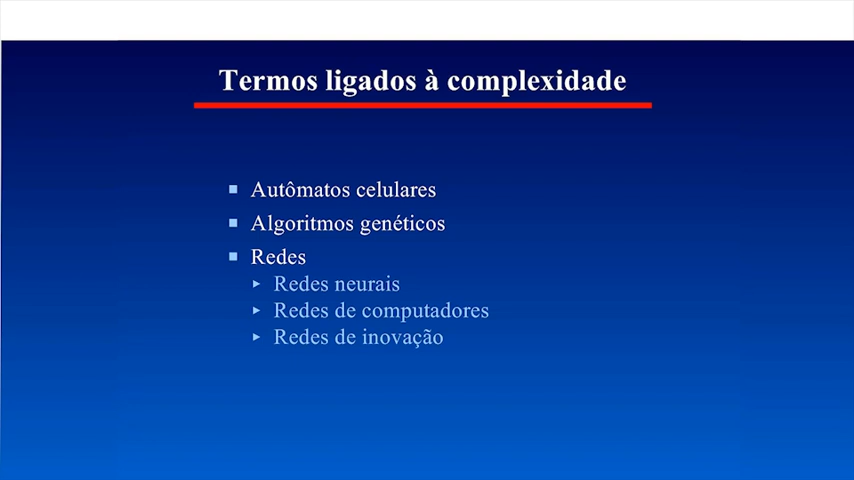 Termos ligados à complexidade
Autômatos celulares
Algoritmos genéticos
Redes
Redes neurais
Redes de computadores
Redes de inovação